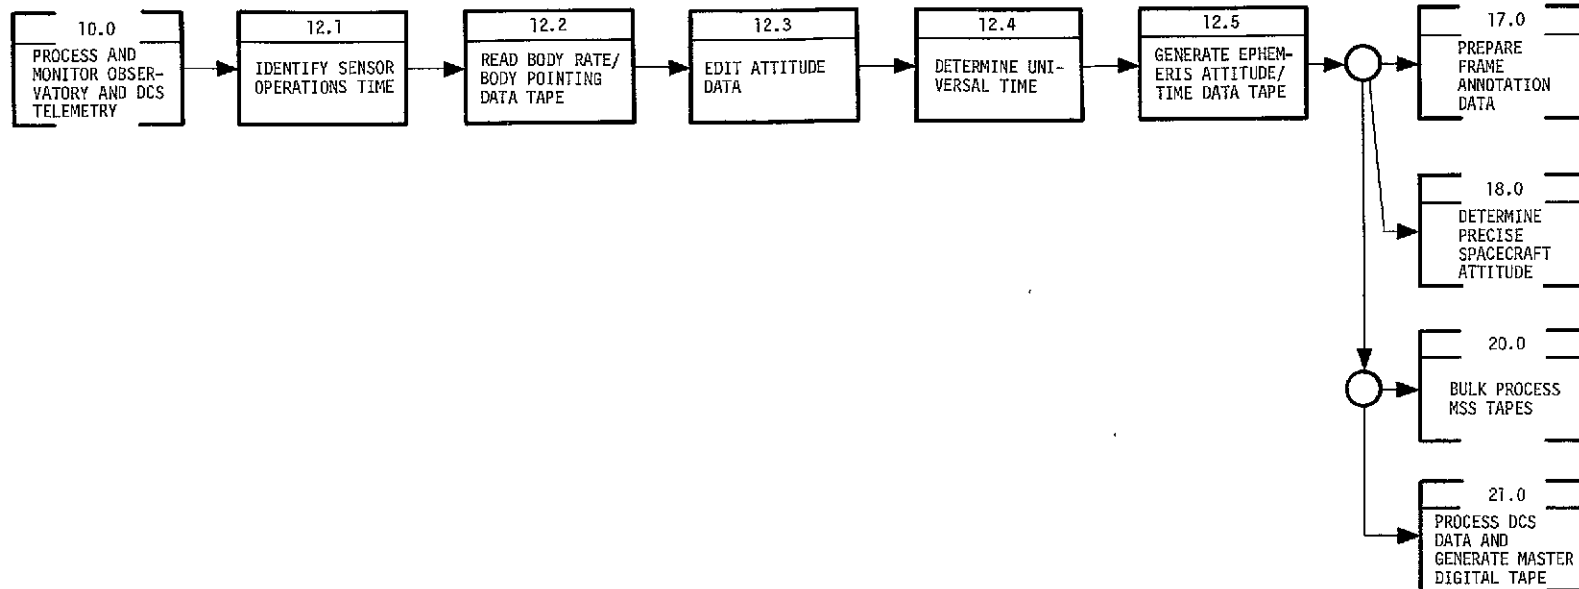 10.0
PROCESS AND
MONITOR OBSER-
VATORY AND DCS
TELEMETRY
12.1
IDENTIFY SENSOR
OPERATIONS TIME
12.2
READ BODY RATE/
BODY POINTING
DATA TAPE
12.3
EDIT ATTITUDE
DATA
12.4
DETERMINE UNI-
VERSAL TIME
12.5
GENERATE EPHEM-
ERIS ATTITUDE/
TIME DATA TAPE
17.0
PREPARE
FRAME
ANNOTATION
DATA
18.0
DETERMINE
PRECISE
SPACECRAFT
ATTITUDE
20.0
BULK PROCESS
MSS TAPES
21.0
PROCESS DCS
DATA AND
GENERATE MASTER
DIGITAL TAPE